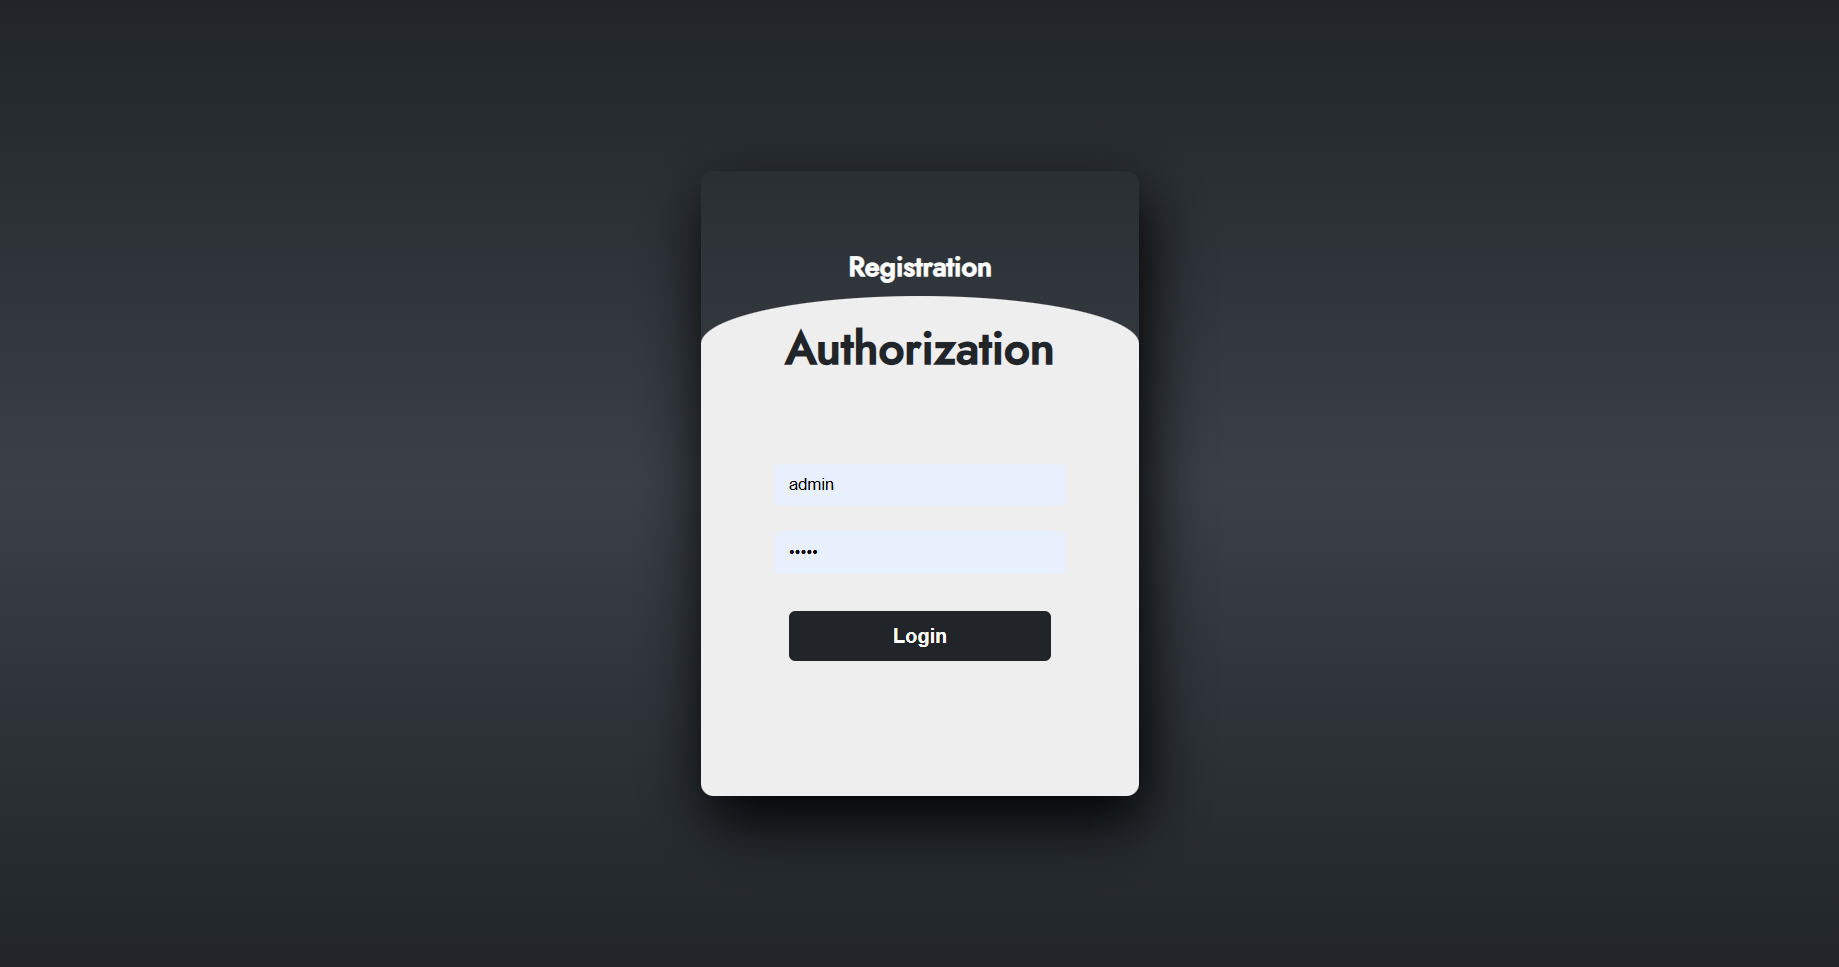 Registration
Authorization
admin
•••••
Login